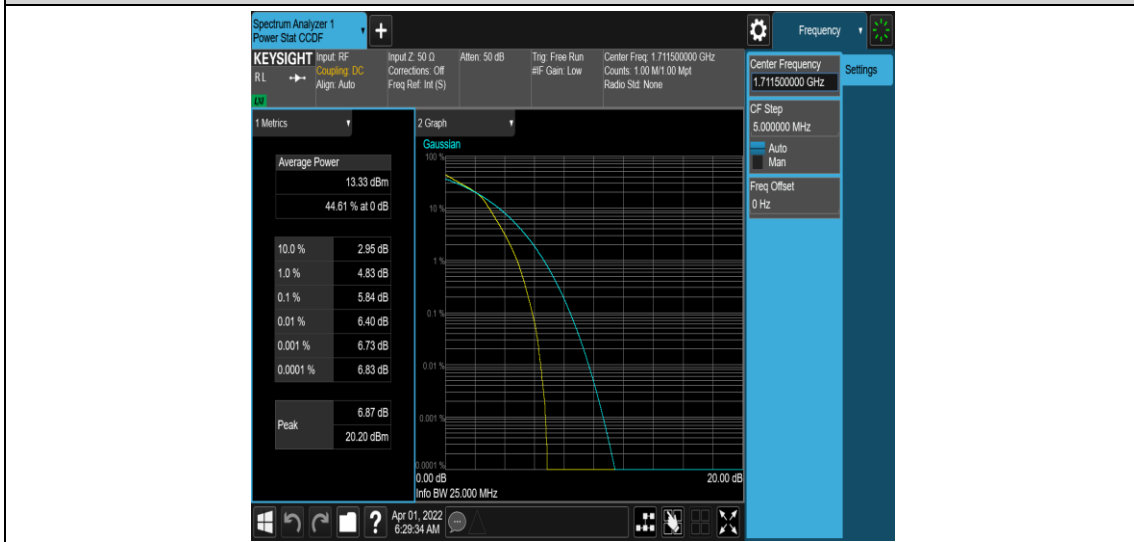 Spectrum Analyzer 1
Power Stat CCDF
+
Frequency
KEYSIGHT
RL
Input: RF
Coupling: DC
Align: Auto
Input Z: 50 Ω
Corrections: Off
Freq Ref: Int (S)
Atten: 50 dB
Trig: Free Run
#IF Gain: Low
Center Freq: 1.711500000 GHz
Counts: 1.00 M/1.00 Mpt
Radio Std: None
Center Frequency
1.711500000 GHz
Settings
CF Step
5.000000 MHz
Auto
Man
Freq Offset
0 Hz
1 Metrics
Average Power
13.33 dBm
44.61 % at 0 dB
10.0 % 2.95 dB
1.0 % 4.83 dB
0.1 % 5.84 dB
0.01 % 6.40 dB
0.001 % 6.73 dB
0.0001 % 6.83 dB
Peak
6.87 dB
20.20 dBm
2 Graph
Gaussian
100 %
10 %
1 %
0.1 %
0.01 %
0.001 %
0.0001 %
0.00 dB 20.00 dB
Info BW 25.000 MHz
?
Apr 01, 2022
6:29:34 AM